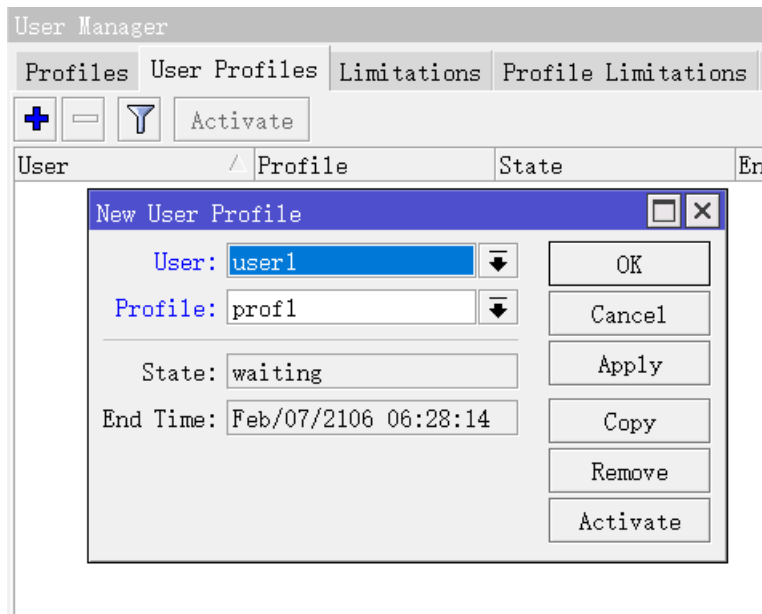 User Manager
Profiles User Profiles Limitations Profile Limitations
Activate
User Profile State En
New User Profile
User: user1 OK
Profile: prof1 Cancel
State: waiting Apply
End Time: Feb/07/2106 06:28:14 Copy
Remove
Activate